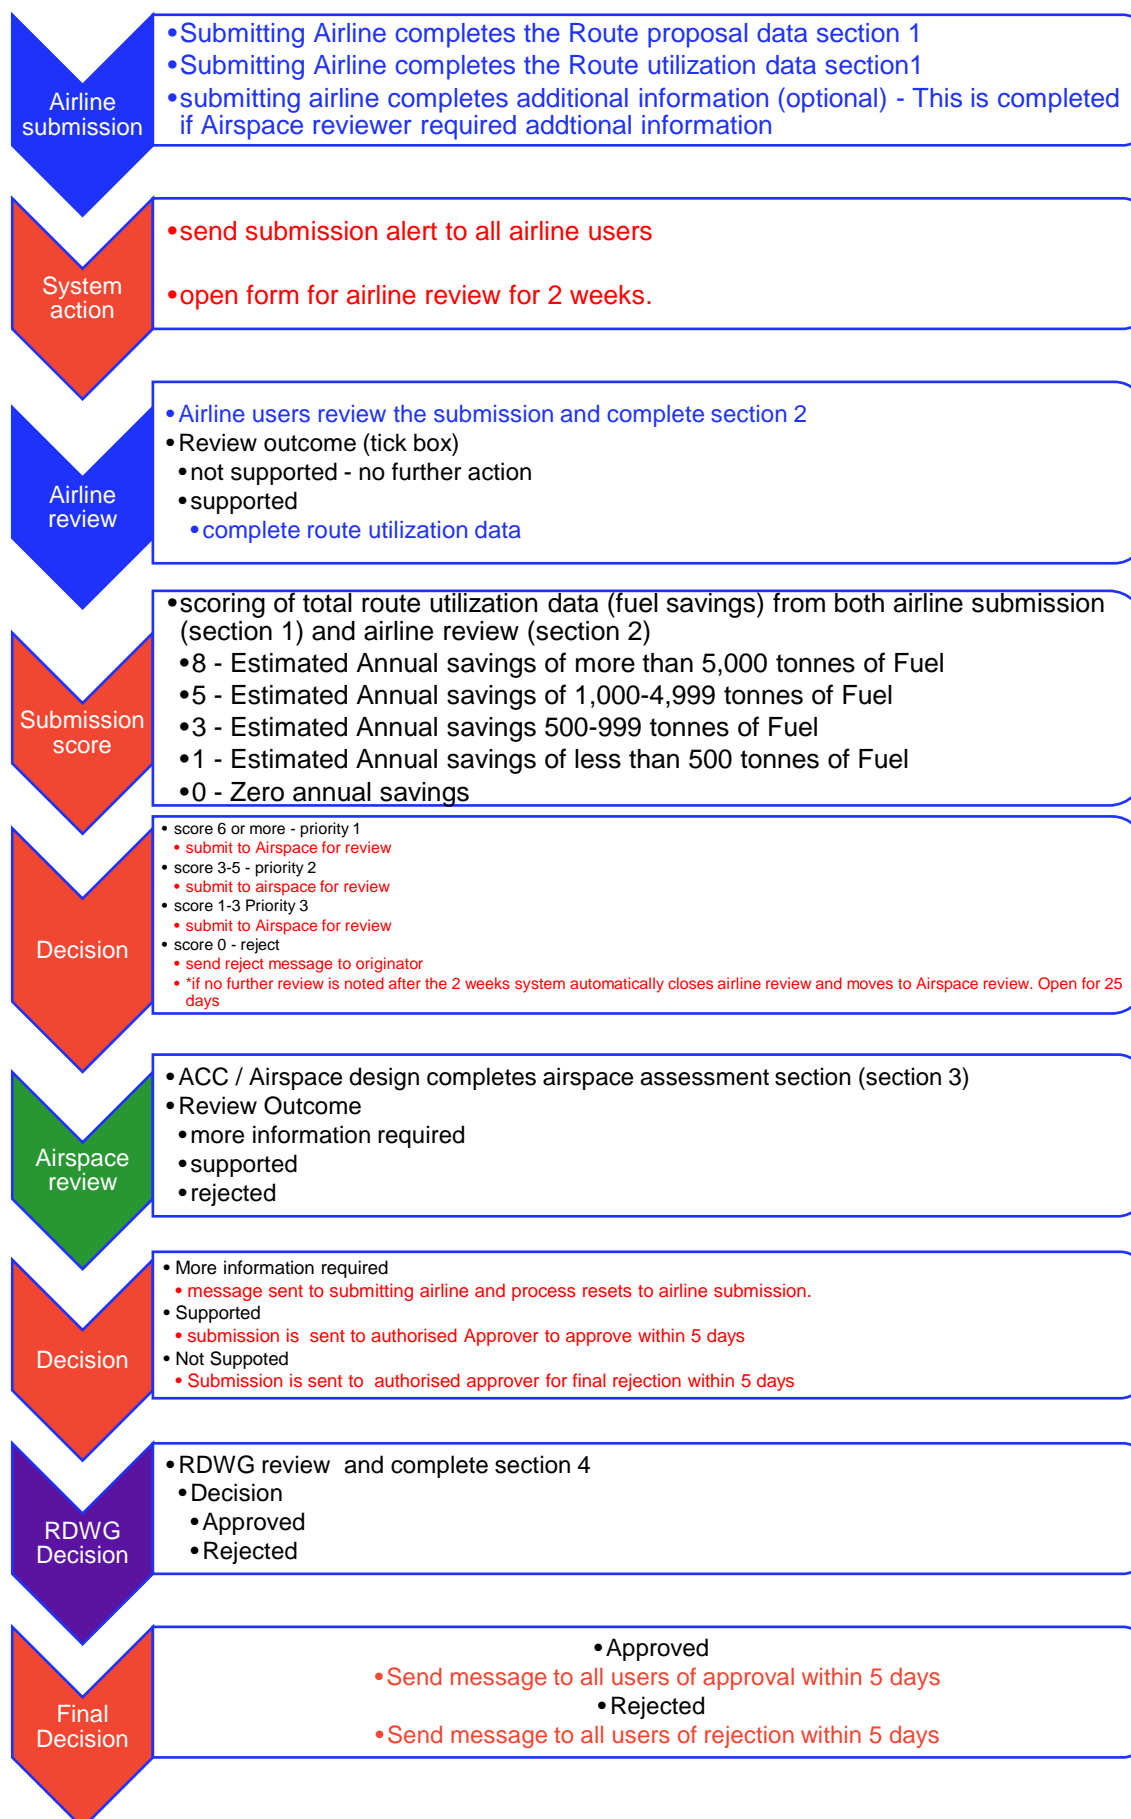 Airline
submission
•Submitting Airline completes the Route proposal data section 1
•Submitting Airline completes the Route utilization data section1
•submitting airline completes additional information (optional) - This is completed
if Airspace reviewer required addtional information
System
action
•send submission alert to all airline users
•open form for airline review for 2 weeks.
Airline
review
•Airline users review the submission and complete section 2
•Review outcome (tick box)
•not supported - no further action
•supported
•complete route utilization data
Submission
score
•scoring of total route utilization data (fuel savings) from both airline submission
(section 1) and airline review (section 2)
•8 - Estimated Annual savings of more than 5,000 tonnes of Fuel
•5 - Estimated Annual savings of 1,000-4,999 tonnes of Fuel
•3 - Estimated Annual savings 500-999 tonnes of Fuel
•1 - Estimated Annual savings of less than 500 tonnes of Fuel
•0 - Zero annual savings
Decision
• score 6 or more - priority 1
• submit to Airspace for review
• score 3-5 - priority 2
• submit to airspace for review
• score 1-3 Priority 3
• submit to Airspace for review
• score 0 - reject
• send reject message to originator
• *if no further review is noted after the 2 weeks system automatically closes airline review and moves to Airspace review. Open for 25
days
Airspace
review
•ACC / Airspace design completes airspace assessment section (section 3)
•Review Outcome
•more information required
•supported
•rejected
Decision
• More information required
• message sent to submitting airline and process resets to airline submission.
• Supported
• submission is sent to authorised Approver to approve within 5 days
• Not Suppoted
• Submission is sent to authorised approver for final rejection within 5 days
RDWG
Decision
•RDWG review and complete section 4
•Decision
•Approved
•Rejected
Final
Decision
•Approved
•Send message to all users of approval within 5 days
•Rejected
•Send message to all users of rejection within 5 days